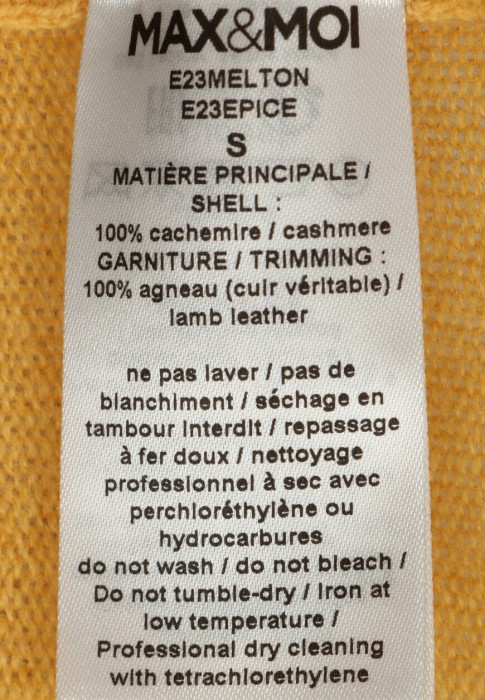 MAX&MOI
E23MELTON
E23EPICE
S
MATIÈRE PRINCIPALE /
SHELL :
100% cachemire / cashmere
GARNITURE / TRIMMING :
100% agneau (cuir véritable) /
lamb leather
ne pas laver / pas de
blanchiment / séchage en
tambour interdit / repassage
à fer doux / nettoyage
professionnel à sec avec
perchloréthylène ou
hydrocarbures
do not wash / do not bleach /
Do not tumble-dry / Iron at
low temperature /
Professional dry cleaning
with tetrachlorethylene